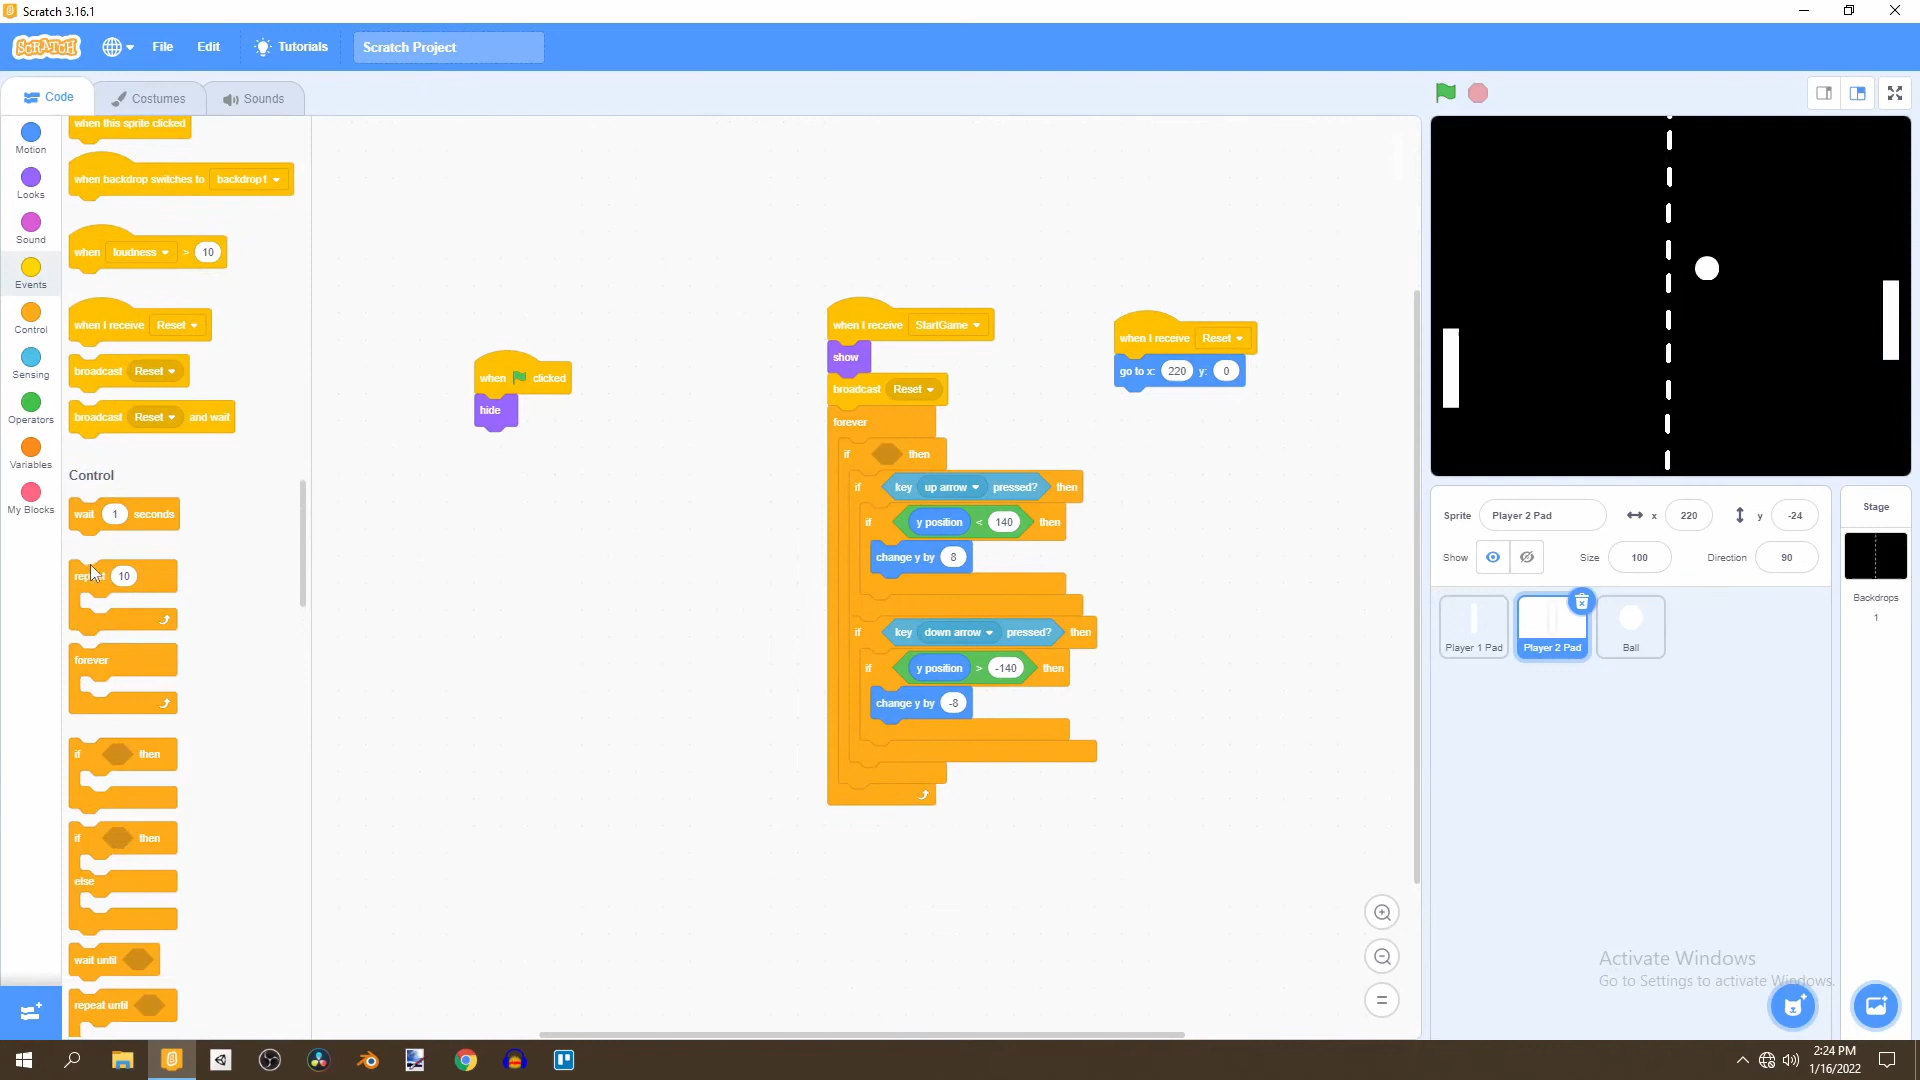 Scratch 3.16.1
SCRATCH
File
Edit
Tutorials
Scratch Project
Code
Costumes
Sounds
Motion
Looks
Sound
Events
Control
Sensing
Operators
Variables
My Blocks
when this sprite clicked
when backdrop switches to backdrop1
when loudness > 10
when I receive Reset
broadcast Reset
broadcast Reset and wait
Control
wait 1 seconds
repeat 10
forever
if then
if then
else
wait until
repeat until
when clicked
hide
when I receive StartGame
show
broadcast Reset
forever
if then
if key up arrow pressed? then
if y position < 140 then
change y by 8
if key down arrow pressed? then
if y position > -140 then
change y by -8
when I receive Reset
go to x: 220 y: 0
Sprite Player 2 Pad x 220 y -24
Show Size 100 Direction 90
Player 1 Pad
Player 2 Pad
Ball
Stage
Backdrops
1
Activate Windows
Go to Settings to activate Windows.
2:24 PM
1/16/2022